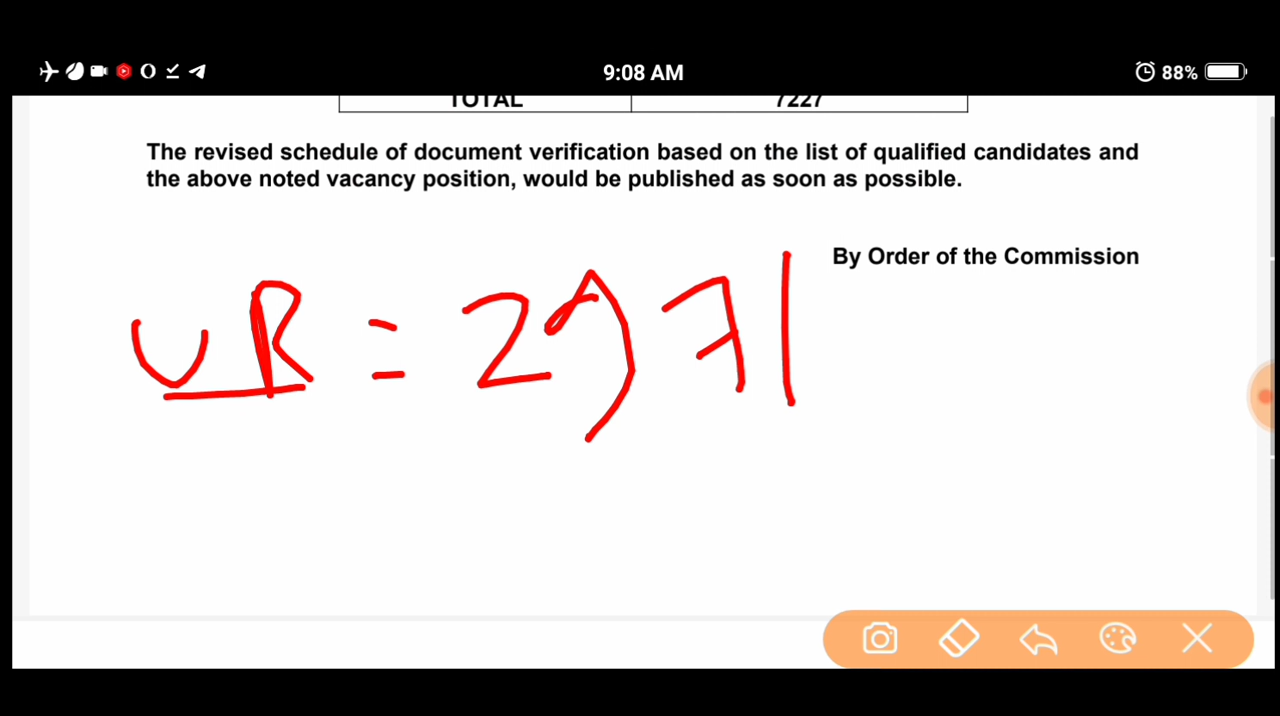 9:08 AM 88%
TOTAL 7227
The revised schedule of document verification based on the list of qualified candidates and
the above noted vacancy position, would be published as soon as possible.
By Order of the Commission
UR = 2971